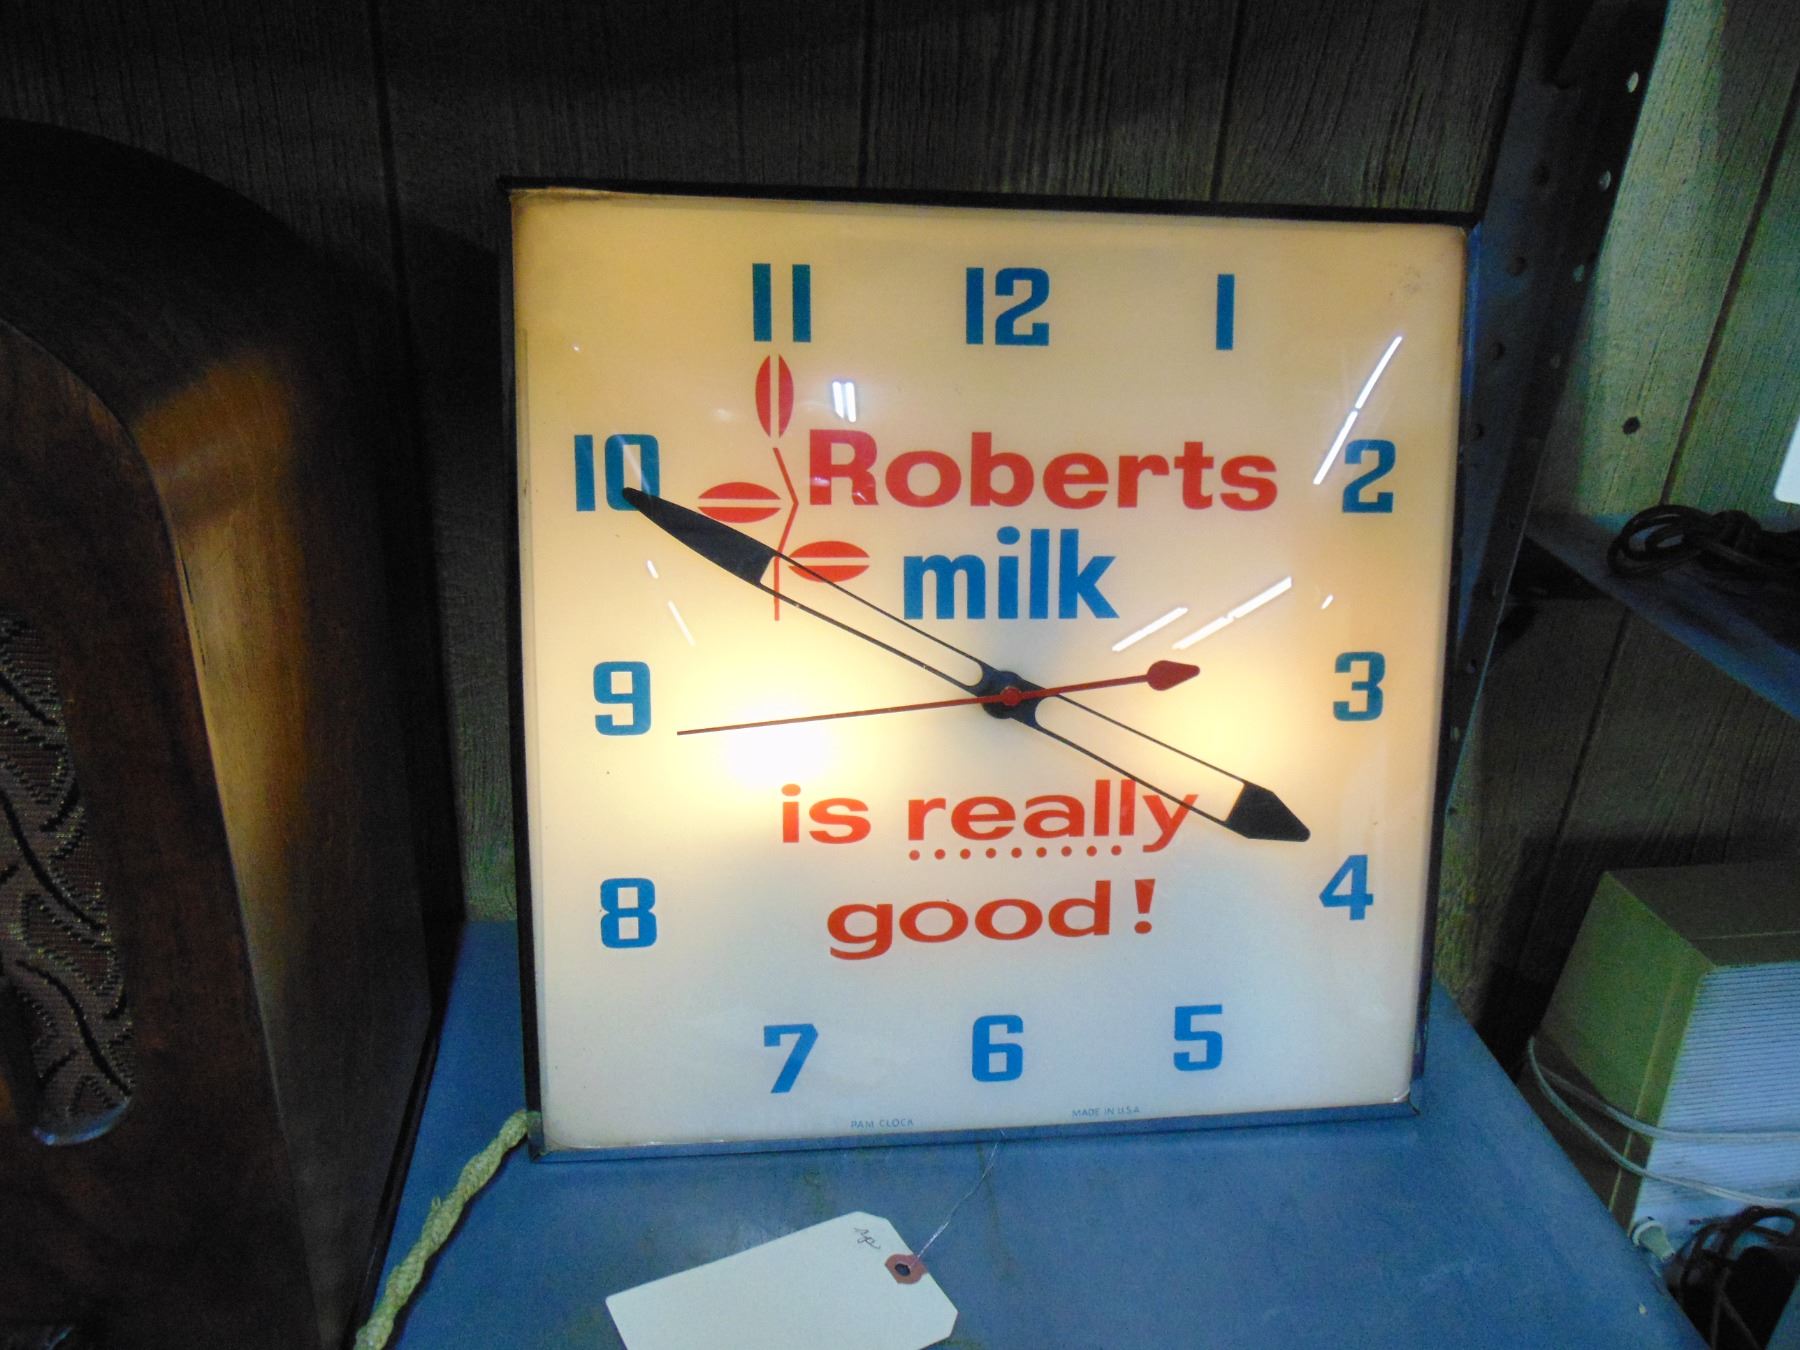 11 12 1
10 2
Roberts
milk
9 3
is really
good!
8 4
7 6 5
PAM CLOCK MADE IN U.S.A